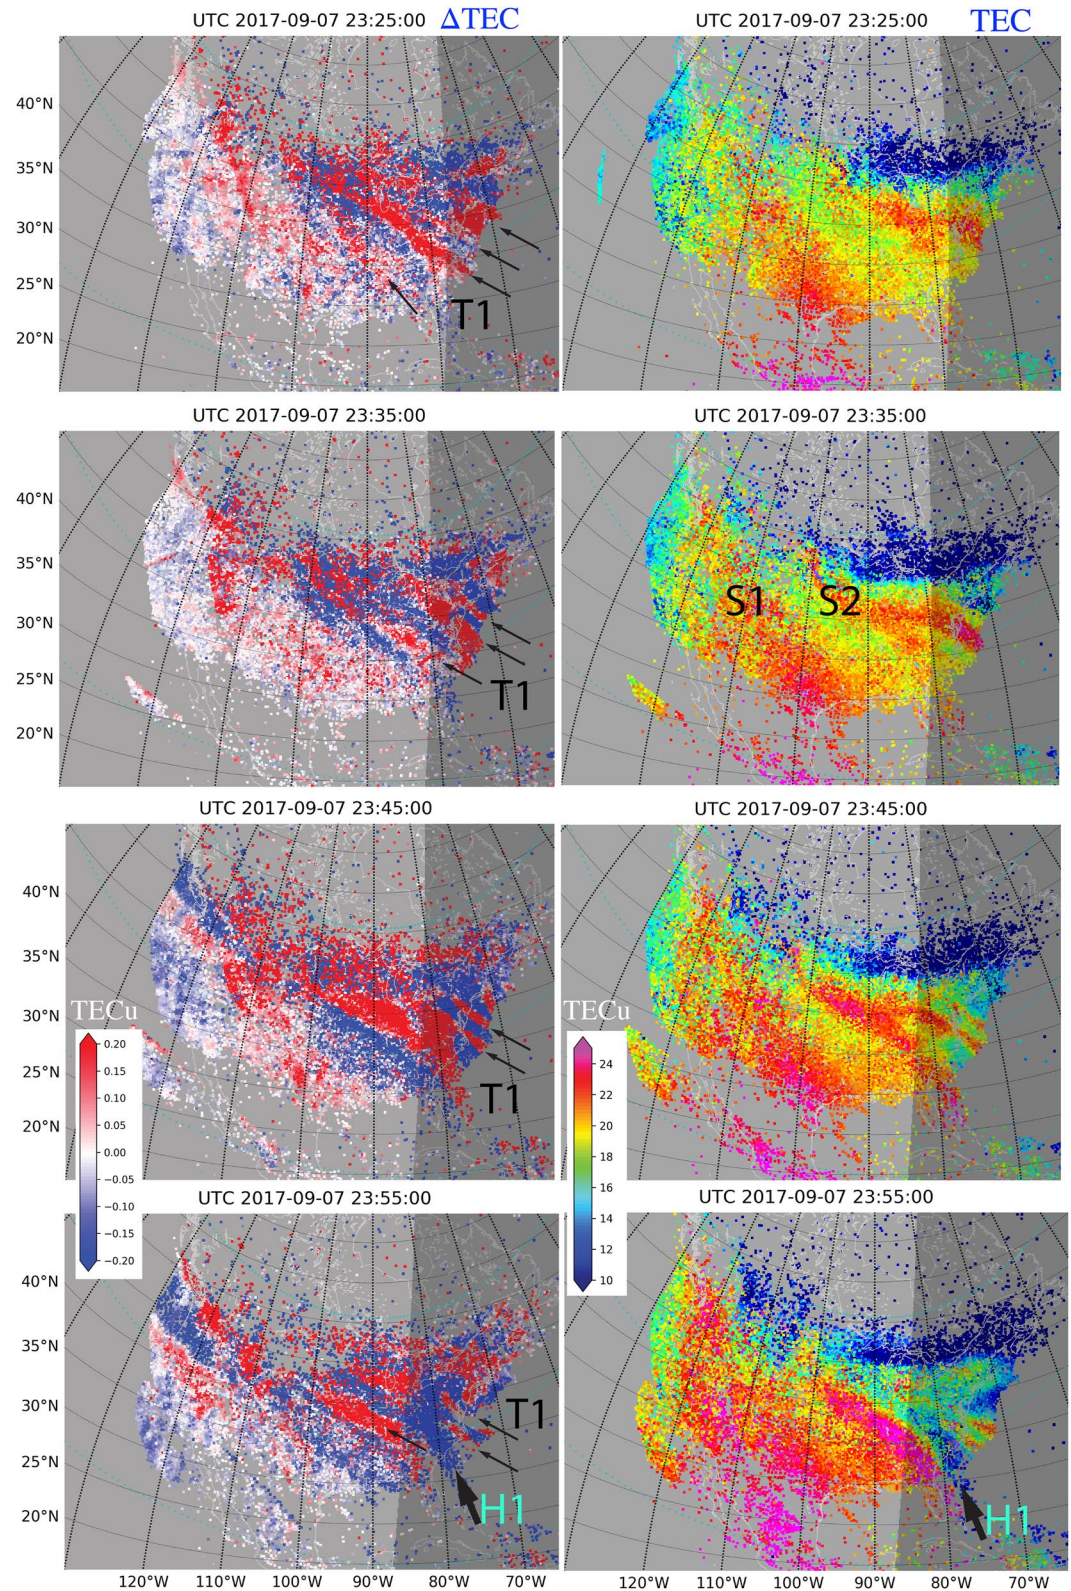 UTC 2017-09-07 23:25:00 ΔTEC
UTC 2017-09-07 23:25:00 TEC
40°N
35°N
30°N
25°N
20°N
T1
UTC 2017-09-07 23:35:00
UTC 2017-09-07 23:35:00
40°N
35°N
30°N
25°N
20°N
T1
S1 S2
UTC 2017-09-07 23:45:00
UTC 2017-09-07 23:45:00
40°N
35°N
30°N
25°N
20°N
T1
TECu
0.20
0.15
0.10
0.05
0.00
−0.05
−0.10
−0.15
−0.20
TECu
24
22
20
18
16
14
12
10
UTC 2017-09-07 23:55:00
UTC 2017-09-07 23:55:00
40°N
35°N
30°N
25°N
20°N
T1
H1
H1
120°W 110°W 100°W 90°W 80°W 70°W
120°W 110°W 100°W 90°W 80°W 70°W